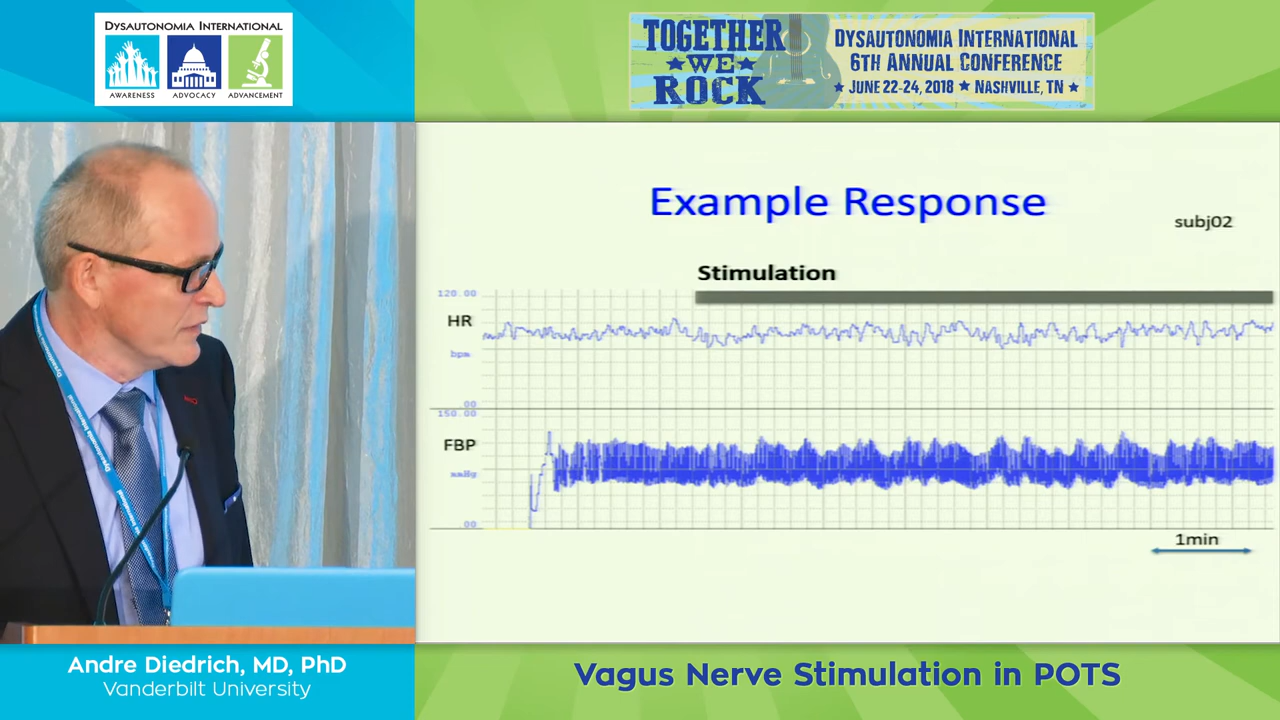 DYSAUTONOMIA INTERNATIONAL
AWARENESS ADVOCACY ADVANCEMENT
TOGETHER
WE
ROCK
DYSAUTONOMIA INTERNATIONAL
6TH ANNUAL CONFERENCE
JUNE 22-24, 2018 ★ NASHVILLE, TN
Example Response
subj02
Stimulation
120.00
HR
bpm
00
150.00
FBP
mmHg
00
1min
Dysautonomia International
Andre Diedrich, MD, PhD
Vanderbilt University
Vagus Nerve Stimulation in POTS